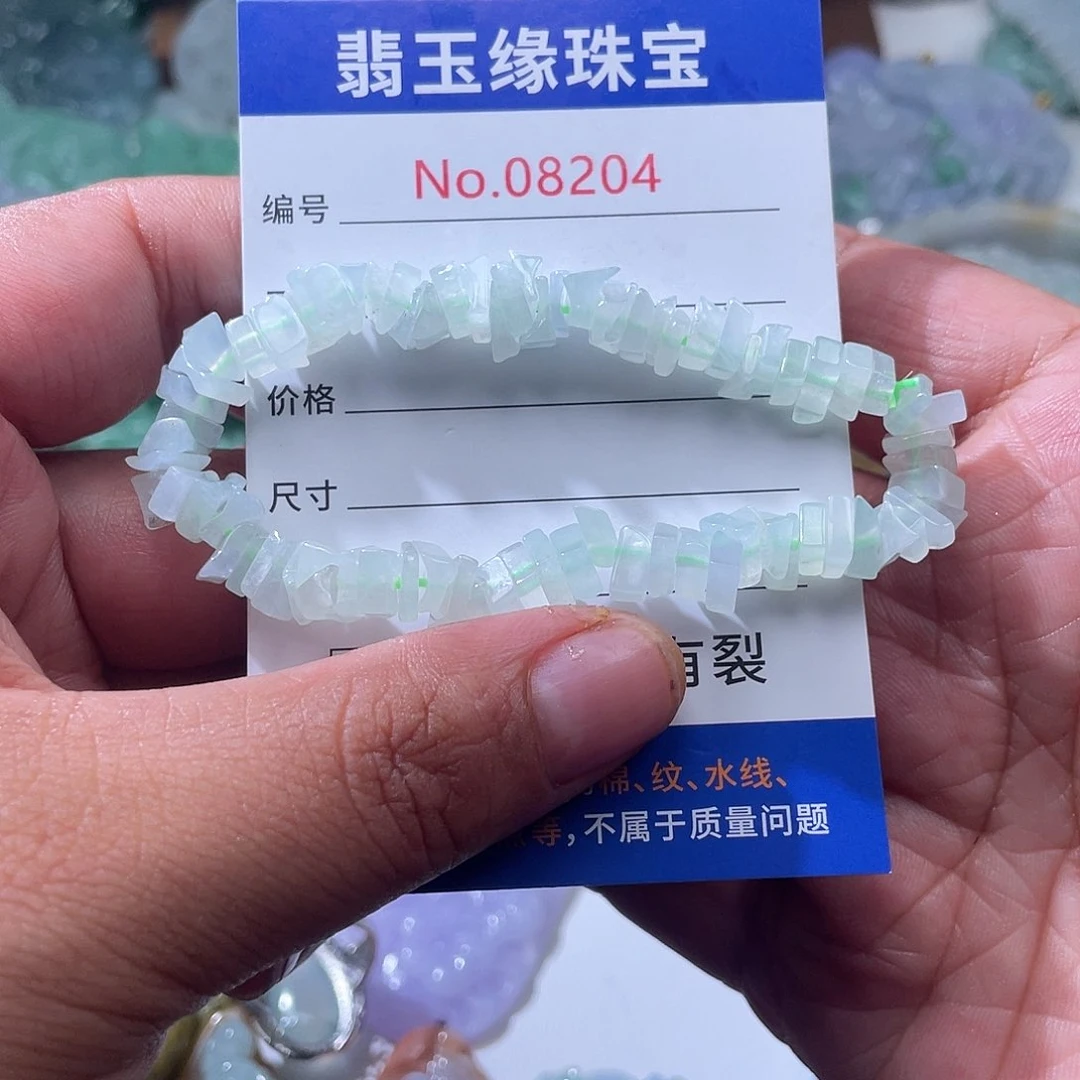 翡玉缘珠宝
No.08204
编号
价格
尺寸
有裂
棉、纹、水线、
等,不属于质量问题